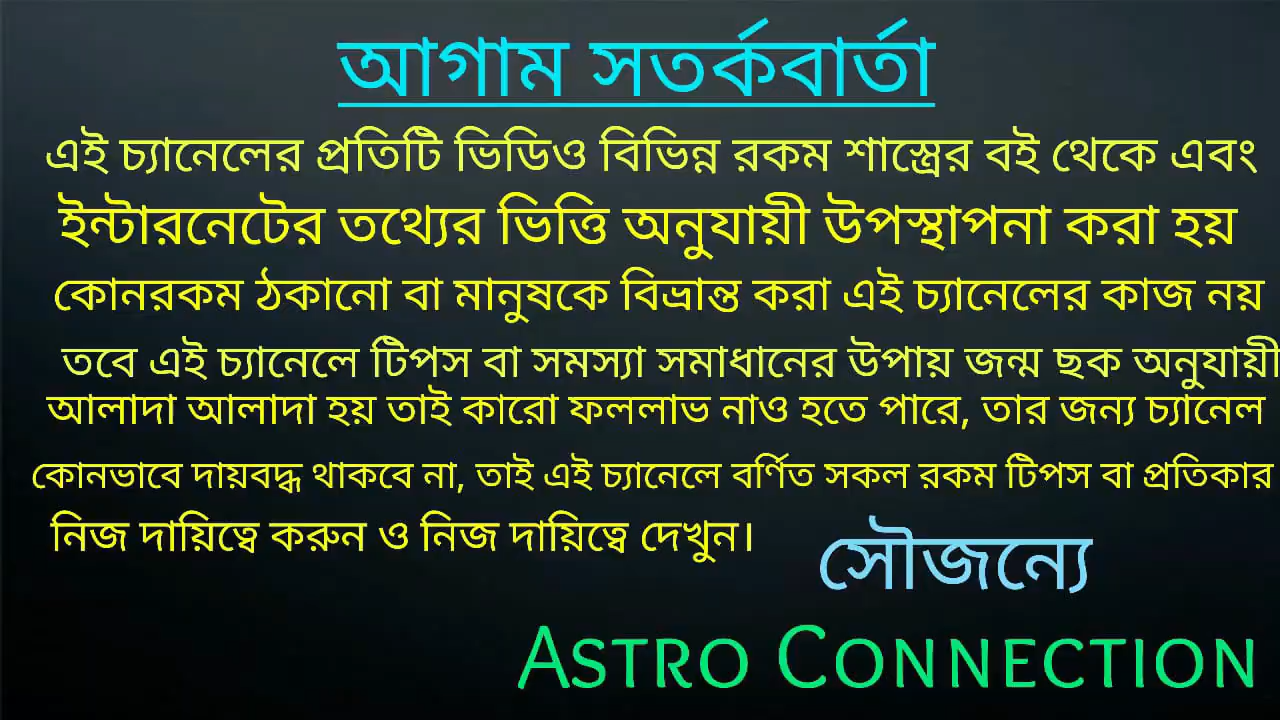 আগাম সতর্কবার্তা
এই চ্যানেলের প্রতিটি ভিডিও বিভিন্ন রকম শাস্ত্রের বই থেকে এবং
ইন্টারনেটের তথ্যের ভিত্তি অনুযায়ী উপস্থাপনা করা হয়
কোনরকম ঠকানো বা মানুষকে বিভ্রান্ত করা এই চ্যানেলের কাজ নয়
তবে এই চ্যানেলে টিপস বা সমস্যা সমাধানের উপায় জন্ম ছক অনুযায়ী
আলাদা আলাদা হয় তাই কারো ফললাভ নাও হতে পারে, তার জন্য চ্যানেল
কোনভাবে দায়বদ্ধ থাকবে না, তাই এই চ্যানেলে বর্ণিত সকল রকম টিপস বা প্রতিকার
নিজ দায়িত্বে করুন ও নিজ দায়িত্বে দেখুন।
সৌজন্যে
ASTRO CONNECTION